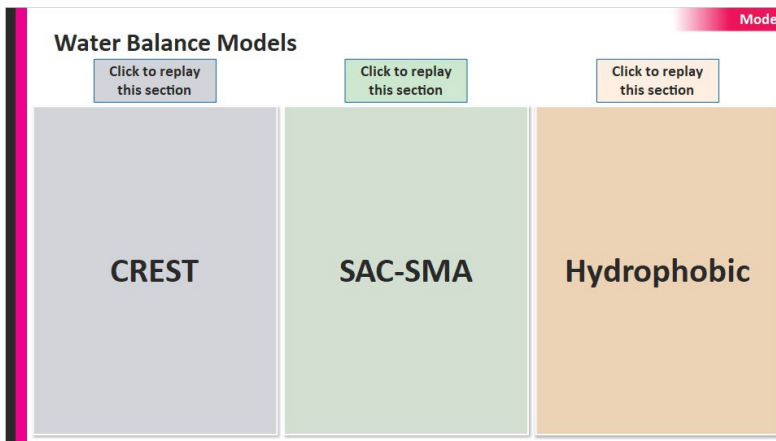 Mode
Water Balance Models
Click to replay
this section
Click to replay
this section
Click to replay
this section
CREST
SAC-SMA
Hydrophobic